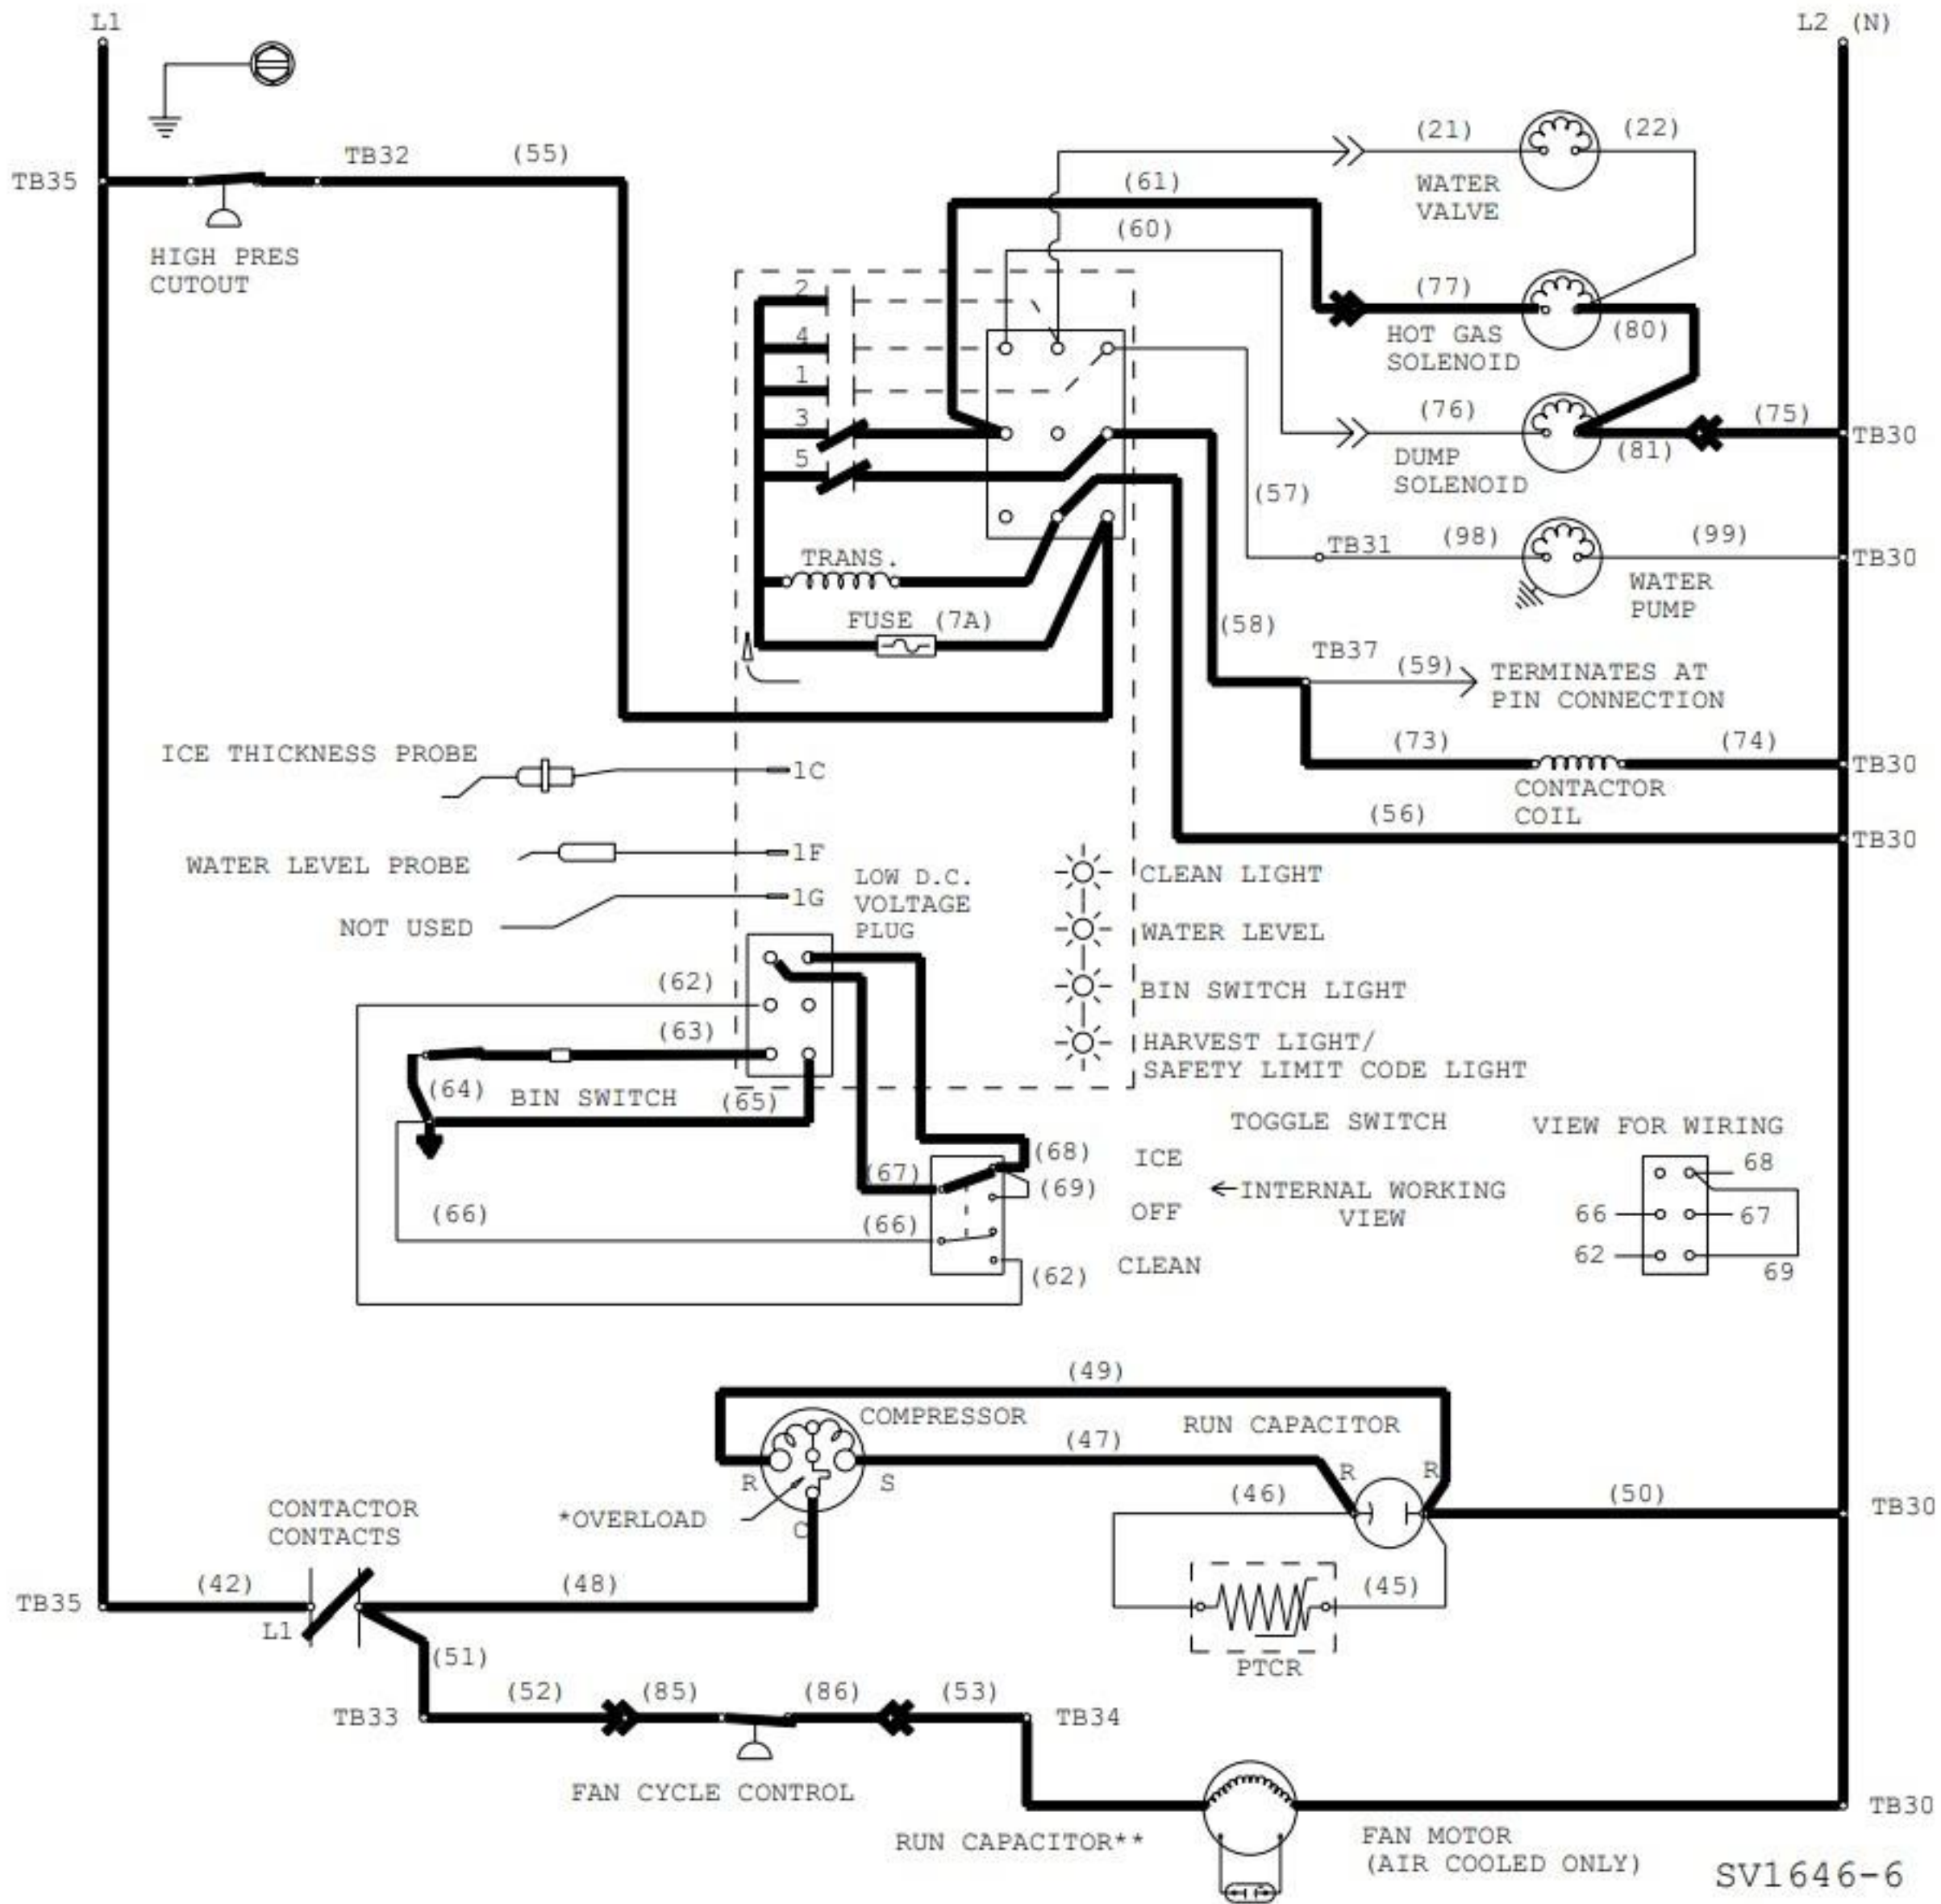 L1
L2 (N)
TB35
TB32
(55)
HIGH PRES
CUTOUT
(21)
(22)
WATER
VALVE
(61)
(60)
(77)
HOT GAS
SOLENOID
(80)
2
4
1
3
5
(76)
DUMP
SOLENOID
(81)
(75)
TB30
(57)
TB31
(98)
(99)
TB30
WATER
PUMP
TRANS.
FUSE (7A)
(58)
TB37
(59)
TERMINATES AT
PIN CONNECTION
(73)
(74)
TB30
CONTACTOR
COIL
(56)
TB30
ICE THICKNESS PROBE
1C
WATER LEVEL PROBE
1F
1G
NOT USED
LOW D.C.
VOLTAGE
PLUG
CLEAN LIGHT
WATER LEVEL
BIN SWITCH LIGHT
HARVEST LIGHT/
SAFETY LIMIT CODE LIGHT
(62)
(63)
(64)
BIN SWITCH
(65)
(66)
(67)
(66)
(68)
(69)
(62)
TOGGLE SWITCH
ICE
OFF
CLEAN
INTERNAL WORKING
VIEW
VIEW FOR WIRING
68
66
67
62
69
(49)
COMPRESSOR
RUN CAPACITOR
(47)
R
S
C
*OVERLOAD
R
R
(46)
(50)
TB30
(45)
PTCR
CONTACTOR
CONTACTS
TB35
(42)
L1
(48)
(51)
TB33
(52)
(85)
(86)
(53)
TB34
FAN CYCLE CONTROL
TB30
RUN CAPACITOR**
FAN MOTOR
(AIR COOLED ONLY)
SV1646-6